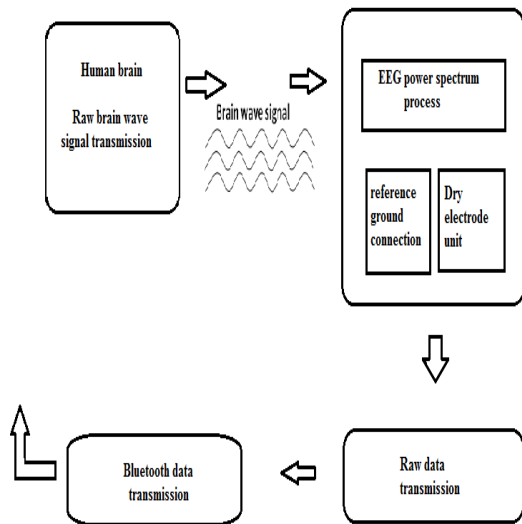 Human brain
Raw brain wave
signal transmission
Brain wave signal
EEG power spectrum
process
reference
ground
connection
Dry
electrode
unit
Raw data
transmission
Bluetooth data
transmission